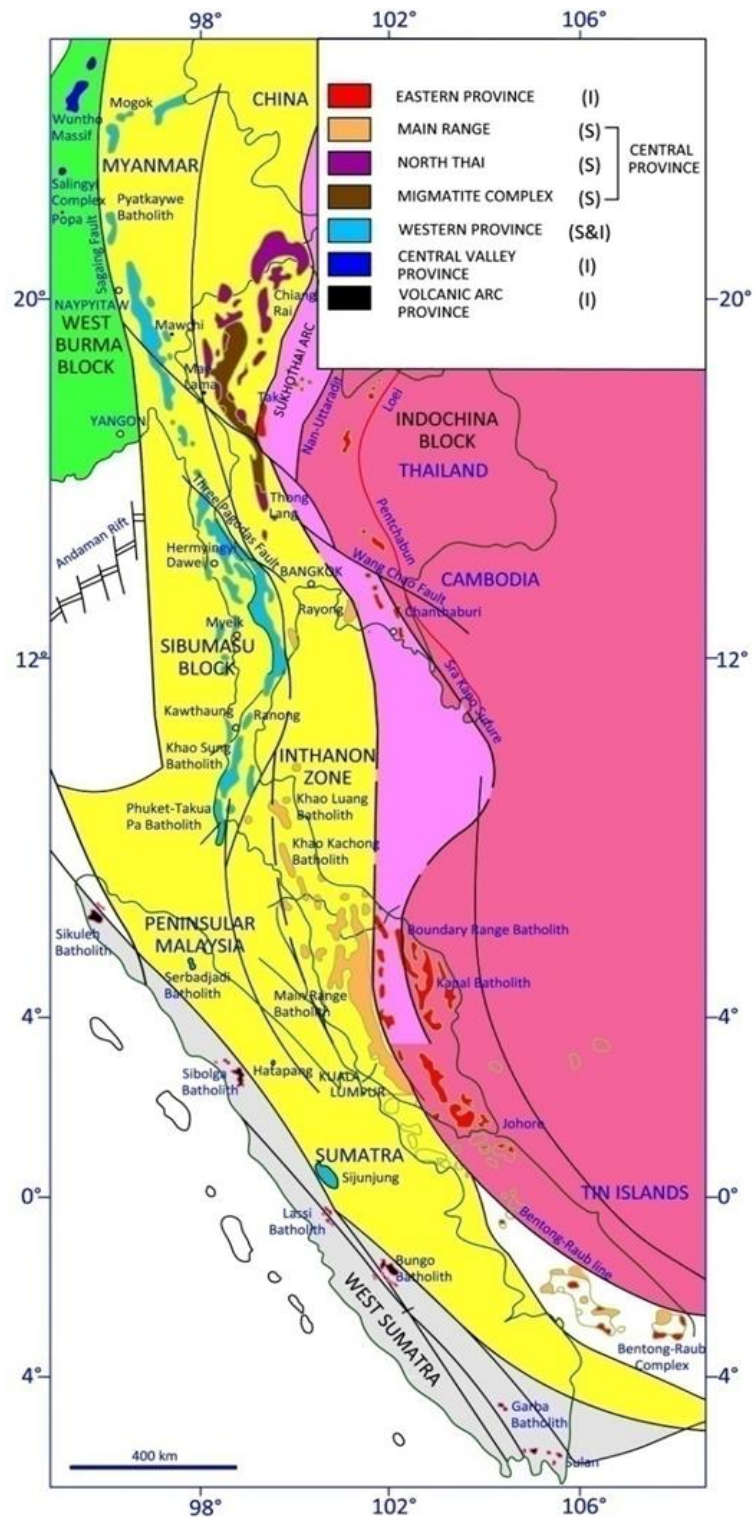 98°
102°
106°
EASTERN PROVINCE (I)
MAIN RANGE (S)
NORTH THAI (S)
CENTRAL
PROVINCE
MIGMATITE COMPLEX (S)
WESTERN PROVINCE (S&I)
CENTRAL VALLEY
PROVINCE (I)
VOLCANIC ARC
PROVINCE (I)
CHINA
Mogok
Wuntho
Massif
MYANMAR
Salingyi
Complex
Popa
Pyatkaywe
Batholith
Sagaing Fault
20°
20°
NAYPYITAW
Chiang
Rai
WEST
BURMA
BLOCK
Mawchi
Mae
Lama
SUKHOTHAI ARC
Tak
Nan-Uttaradit
Loei
INDOCHINA
BLOCK
THAILAND
YANGON
Thong
Lang
Three Pagodas Fault
Pentchabun
Andaman Rift
Hermyingyi
Dawei
BANGKOK
Wang Chao Fault
CAMBODIA
Rayong
Chanthaburi
Myeik
12°
12°
SIBUMASU
BLOCK
Sra Kaeo Suture
Kawthaung
Ranong
Khao Sung
Batholith
INTHANON
ZONE
Phuket-Takua
Pa Batholith
Khao Luang
Batholith
Khao Kachong
Batholith
Sikuleh
Batholith
PENINSULAR
MALAYSIA
Boundary Range Batholith
Serbadjadi
Batholith
Kapal Batholith
Main Range
Batholith
4°
4°
Sibolga
Batholith
Hatapang
KUALA
LUMPUR
Johore
SUMATRA
Sijunjung
TIN ISLANDS
0°
0°
Lassi
Batholith
Bentong-Raub line
Bungo
Batholith
WEST SUMATRA
Bentong-Raub
Complex
4°
4°
Garba
Batholith
400 km
Sulan
98°
102°
106°